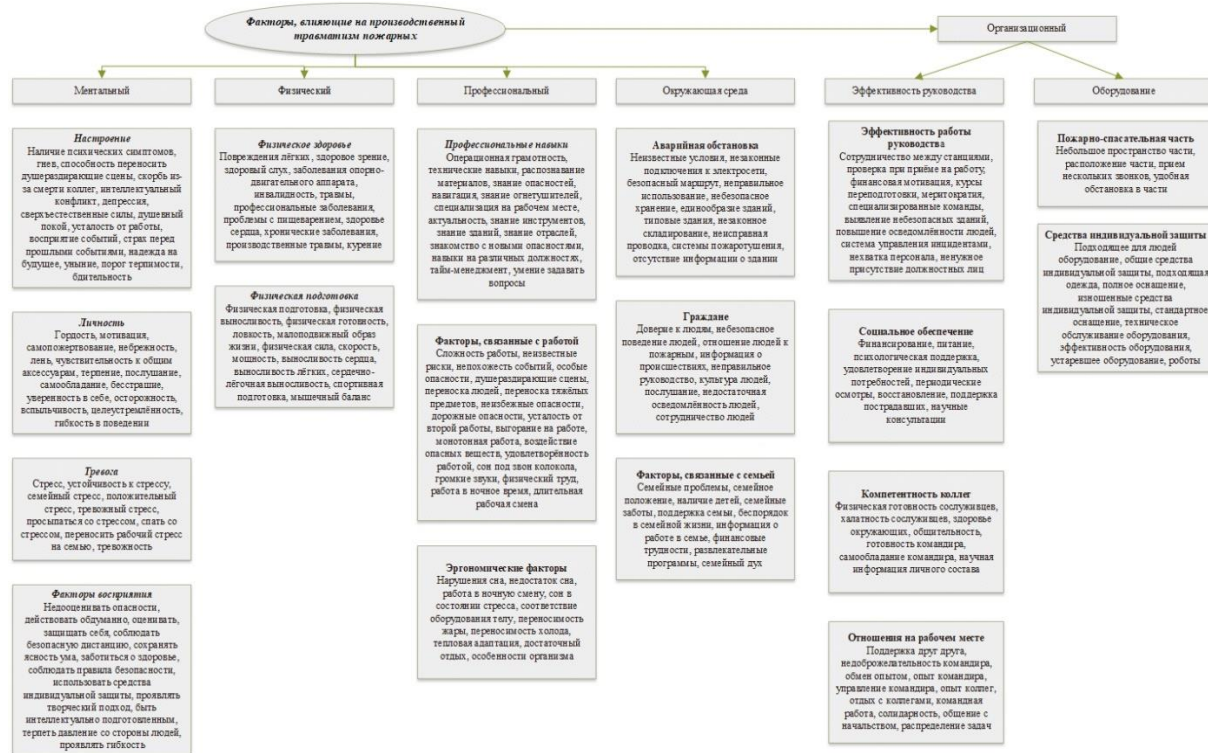 Факторы, влияющие на производственный
травматизм пожарных
Организационный
Ментальный
Физический
Профессиональный
Окружающая среда
Эффективность руководства
Оборудование
Настроение
Наличие психических симптомов,
гнев, способность переносить
душераздирающие сцены, скорбь из-
за смерти коллег, интеллектуальный
конфликт, депрессия,
сверхъестественные силы, душевный
покой, усталость от работы,
восприятие событий, страх перед
прошлыми событиями, надежда на
будущее, уныние, порог терпимости,
бдительность
Личность
Гордость, мотивация,
самопожертвование, небрежность,
лень, чувствительность к общим
аксессуарам, терпение, послушание,
самообладание, бесстрашие,
уверенность в себе, осторожность,
вспыльчивость, целеустремлённость,
гибкость в поведении
Тревога
Стресс, устойчивость к стрессу,
семейный стресс, положительный
стресс, тревожный стресс,
просыпаться со стрессом, спать со
стрессом, переносить рабочий стресс
на семью, тревожность
Факторы восприятия
Недооценивать опасности,
действовать обдуманно, оценивать,
защищать себя, соблюдать
безопасную дистанцию, сохранять
ясность ума, заботиться о здоровье,
соблюдать правила безопасности,
использовать средства
индивидуальной защиты, проявлять
творческий подход, быть
интеллектуально подготовленным,
терпеть давление со стороны людей,
проявлять гибкость
Физическое здоровье
Повреждения лёгких, здоровое зрение,
здоровый слух, заболевания опорно-
двигательного аппарата,
инвалидность, травмы,
профессиональные заболевания,
проблемы с пищеварением, здоровье
сердца, хронические заболевания,
производственные травмы, курение
Физическая подготовка
Физическая подготовка, физическая
выносливость, физическая готовность,
ловкость, малоподвижный образ
жизни, физическая сила, скорость,
мощность, выносливость сердца,
выносливость лёгких, сердечно-
лёгочная выносливость, спортивная
подготовка, мышечный баланс
Профессиональные навыки
Операционная грамотность,
технические навыки, распознавание
материалов, знание опасностей,
навигация, знание огнетушителей,
специализация на рабочем месте,
актуальность, знание инструментов,
знание зданий, знание отраслей,
знакомство с новыми опасностями,
навыки на различных должностях,
тайм-менеджмент, умение задавать
вопросы
Факторы, связанные с работой
Сложность работы, неизвестные
риски, непохожесть событий, особые
опасности, душераздирающие сцены,
переноска людей, переноска тяжёлых
предметов, неизбежные опасности,
дорожные опасности, усталость от
второй работы, выгорание на работе,
монотонная работа, воздействие
опасных веществ, удовлетворённость
работой, сон под звон колокола,
громкие звуки, физический труд,
работа в ночное время, длительная
рабочая смена
Эргономические факторы
Нарушения сна, недостаток сна,
работа в ночную смену, сон в
состоянии стресса, соответствие
оборудования телу, переносимость
жары, переносимость холода,
тепловая адаптация, достаточный
отдых, особенности организма
Аварийная обстановка
Неизвестные условия, незаконные
подключения к электросети,
безопасный маршрут, неправильное
использование, небезопасное
хранение, единообразие зданий,
типовые здания, незаконное
складирование, неисправная
проводка, системы пожаротушения,
отсутствие информации о здании
Граждане
Доверие к людям, небезопасное
поведение людей, отношение людей к
пожарным, информация о
происшествиях, неправильное
руководство, культура людей,
послушание, недостаточная
осведомлённость людей,
сотрудничество людей
Факторы, связанные с семьей
Семейные проблемы, семейное
положение, наличие детей, семейные
заботы, поддержка семьи, беспорядок
в семейной жизни, информация о
работе в семье, финансовые
трудности, развлекательные
программы, семейный дух
Эффективность работы
руководства
Сотрудничество между станциями,
проверка при приёме на работу,
финансовая мотивация, курсы
переподготовки, меритократия,
специализированные команды,
выявление небезопасных зданий,
повышение осведомлённости людей,
система управления инцидентами,
нехватка персонала, ненужное
присутствие должностных лиц
Социальное обеспечение
Финансирование, питание,
психологическая поддержка,
удовлетворение индивидуальных
потребностей, периодические
осмотры, восстановление, поддержка
пострадавших, научные
консультации
Компетентность коллег
Физическая готовность сослуживцев,
халатность сослуживцев, здоровье
окружающих, общительность,
готовность командира,
самообладание командира, научная
информация личного состава
Отношения на рабочем месте
Поддержка друг друга,
недоброжелательность командира,
обмен опытом, опыт командира,
управление командира, опыт коллег,
отдых с коллегами, командная
работа, солидарность, общение с
начальством, распределение задач
Пожарно-спасательная часть
Небольшое пространство части,
расположение части, прием
нескольких звонков, удобная
обстановка в части
Средства индивидуальной защиты
Подходящее для людей
оборудование, общие средства
индивидуальной защиты, подходящая
одежда, полное оснащение,
изношенные средства
индивидуальной защиты, стандартное
оснащение, техническое
обслуживание оборудования,
эффективность оборудования,
устаревшее оборудование, роботы